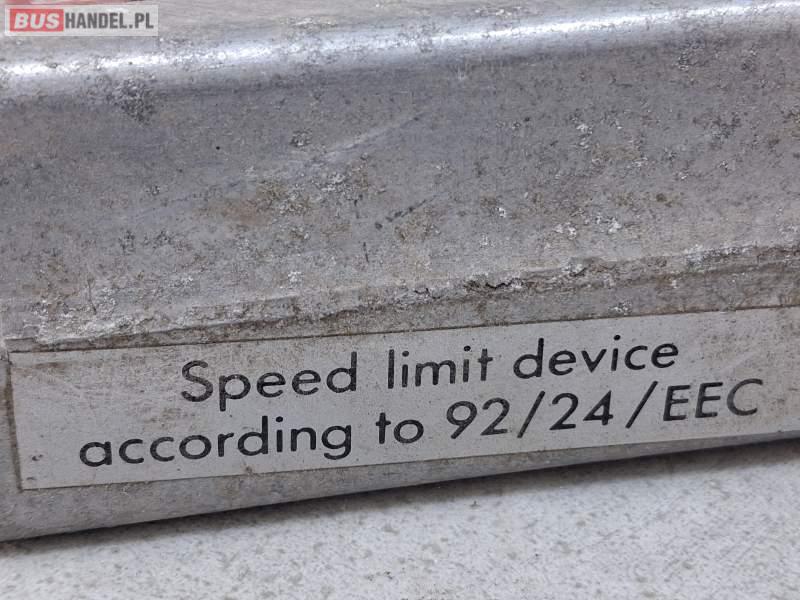 BUSHANDEL.PL
Speed limit device
according to 92/24/EEC